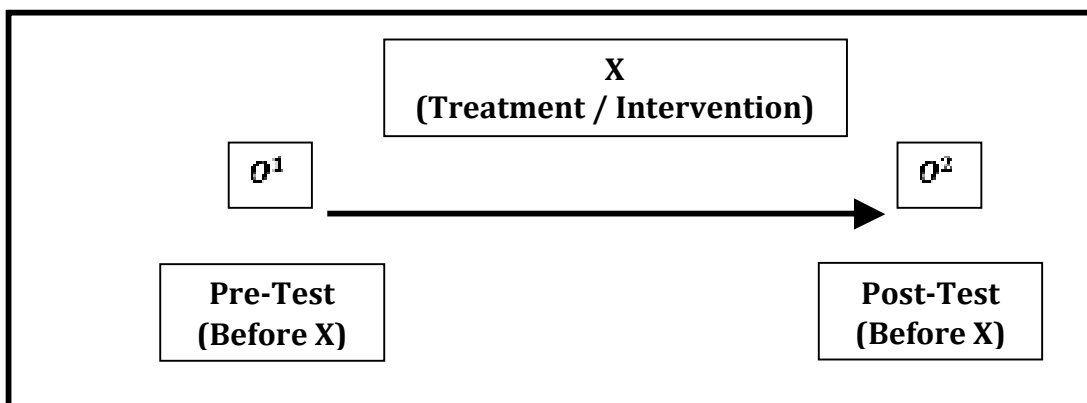 X
(Treatment / Intervention)
O¹
O²
Pre-Test
(Before X)
Post-Test
(Before X)